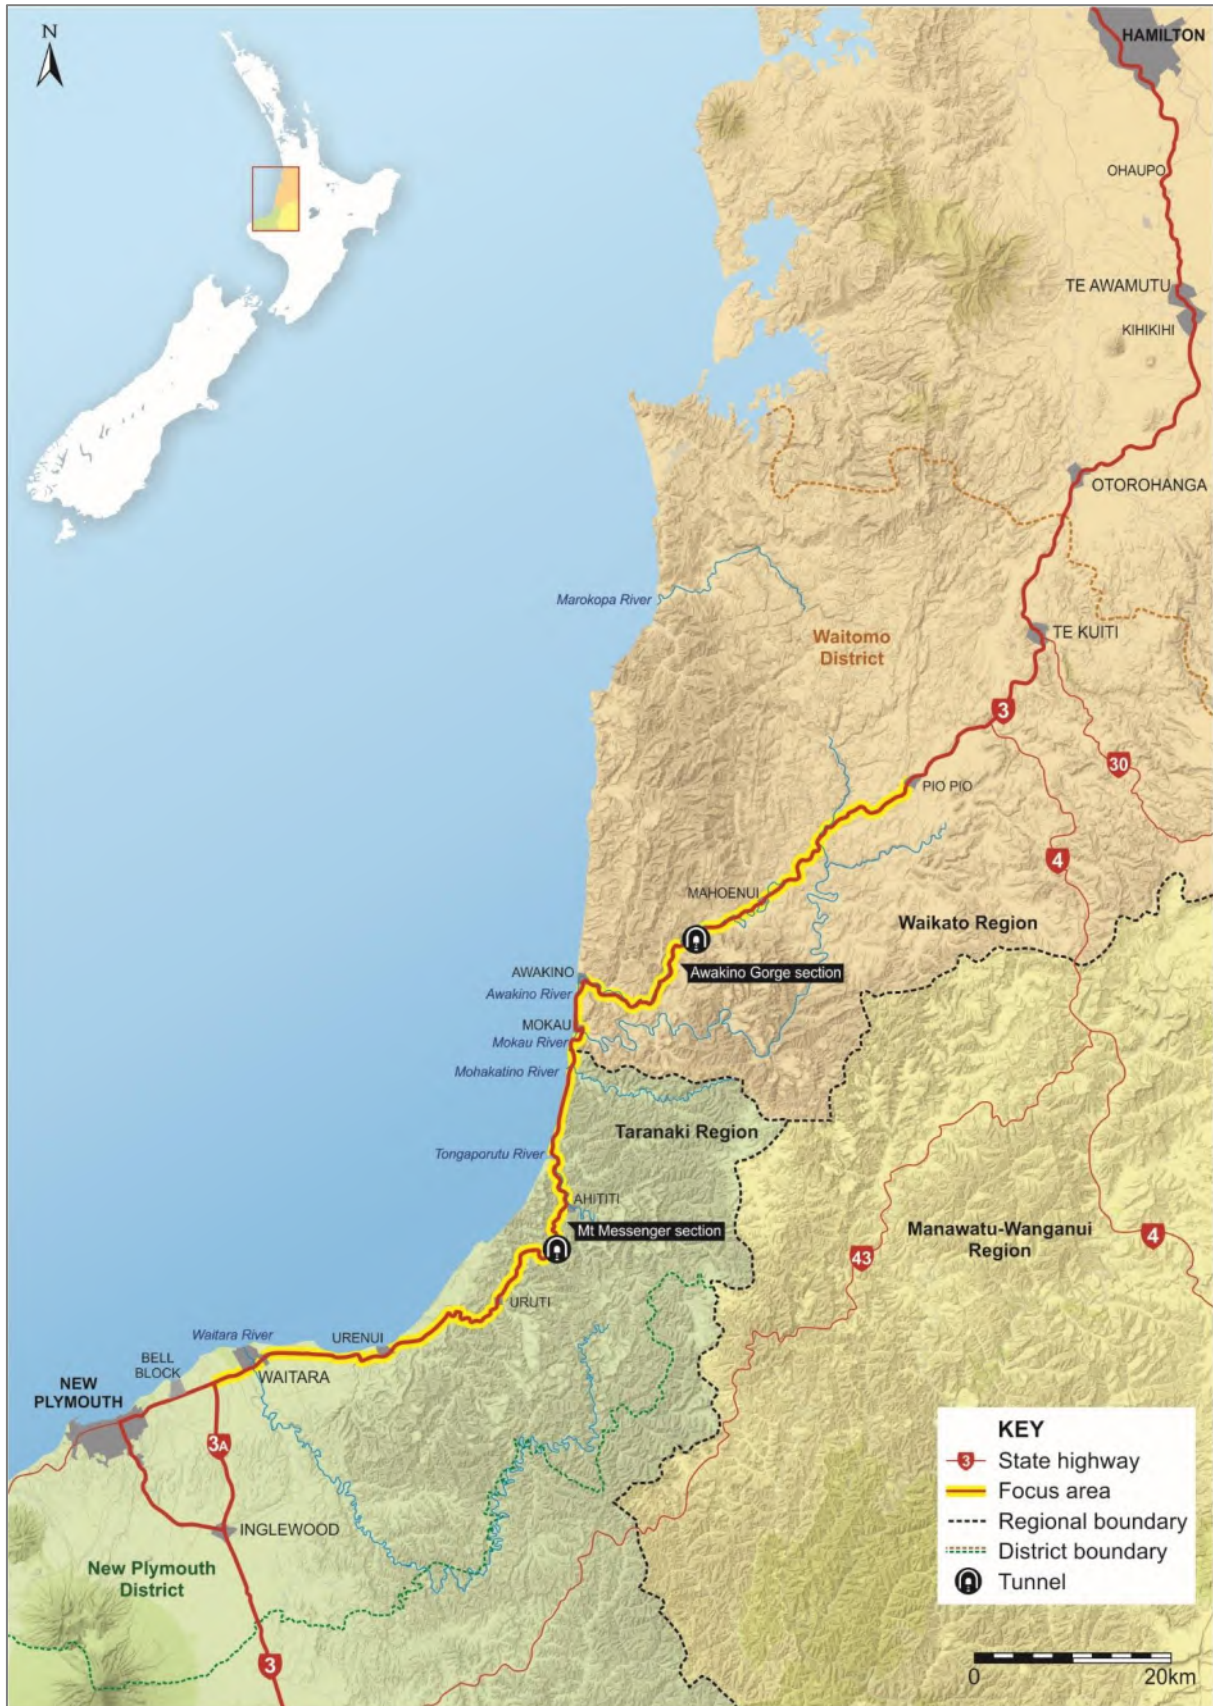 N
HAMILTON
OHAUPO
TE AWAMUTU
KIHIKIHI
OTOROHANGA
Marokopa River
Waitomo
District
TE KUITI
3
30
PIO PIO
4
MAHOENUI
Waikato Region
Awakino Gorge section
AWAKINO
Awakino River
MOKAU
Mokau River
Mohakatino River
Taranaki Region
Tongaporutu River
AHITITI
Mt Messenger section
Manawatu-Wanganui
Region
43
4
URUTI
Waitara River
URENUI
BELL
BLOCK
WAITARA
NEW
PLYMOUTH
3A
INGLEWOOD
New Plymouth
District
3
KEY
3 State highway
Focus area
Regional boundary
District boundary
Tunnel
0 20km